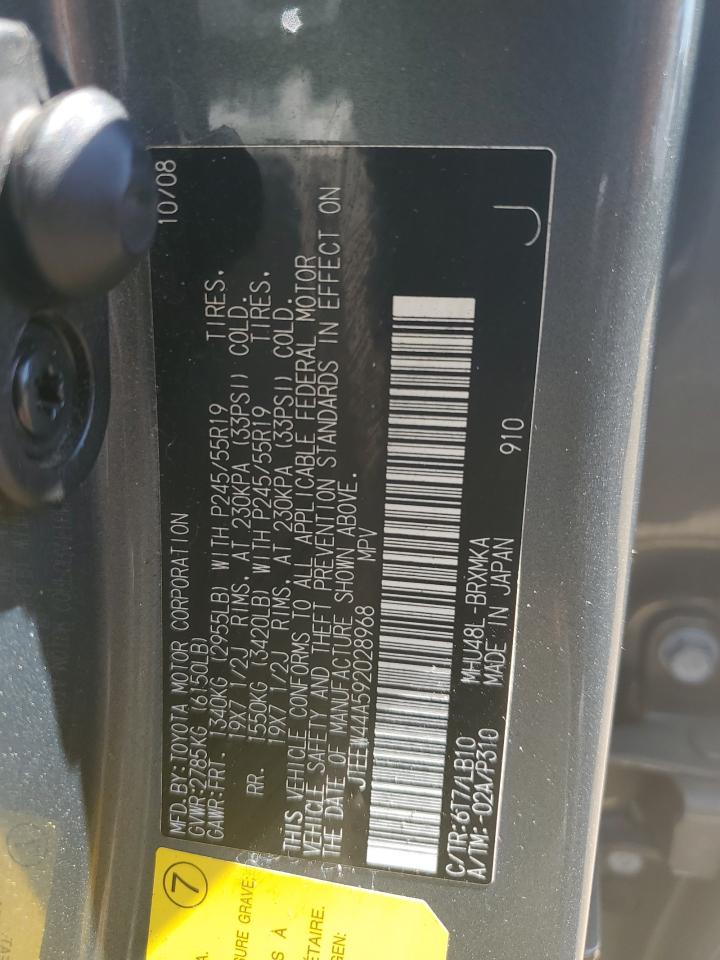 MFD.BY:TOYOTA MOTOR CORPORATION 10/08
GVWR:2785KG (6150LB)
GAWR:FRT. 1340KG (2955LB) WITH P245/55R19 TIRES,
19X7 1/2J RIMS, AT 230KPA (33PSI) COLD.
RR. 1550KG (3420LB) WITH P245/55R19 TIRES,
19X7 1/2J RIMS, AT 230KPA (33PSI) COLD.
THIS VEHICLE CONFORMS TO ALL APPLICABLE FEDERAL MOTOR
VEHICLE SAFETY AND THEFT PREVENTION STANDARDS IN EFFECT ON
THE DATE OF MANUFACTURE SHOWN ABOVE.
JTEEW44A592028968 MPV
C/TR:6T7/LB10 MHU48L-BRXMKA
A/TM:-02A/P310 MADE IN JAPAN 910
J
7
A.
SURE GRAVE
S À
ÉTAIRE.
GEN: